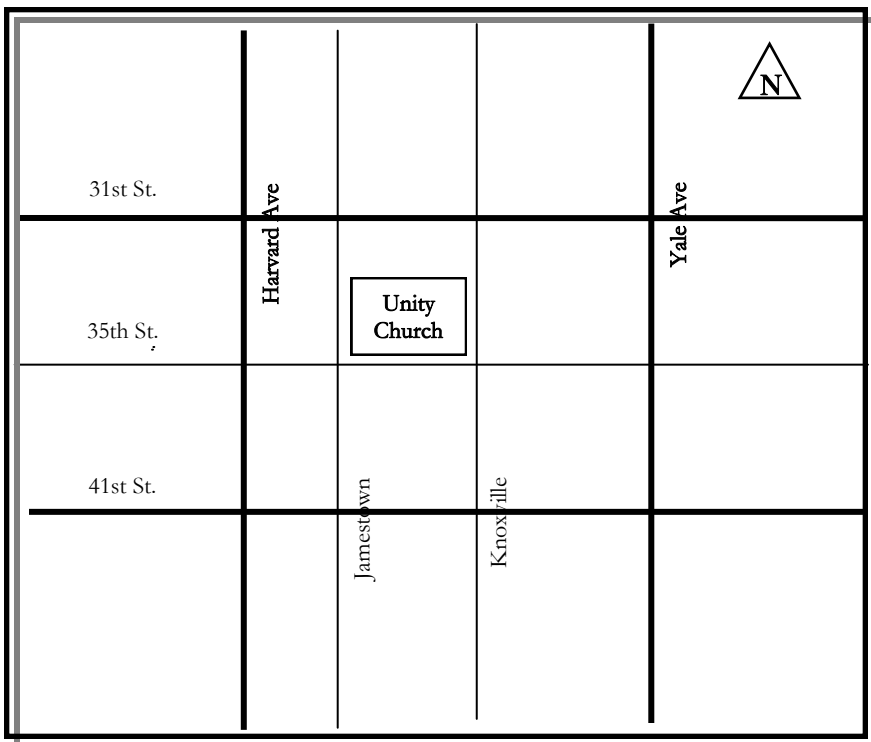 N
31st St.
Harvard Ave
Yale Ave
Unity
Church
35th St.
41st St.
Jamestown
Knoxville